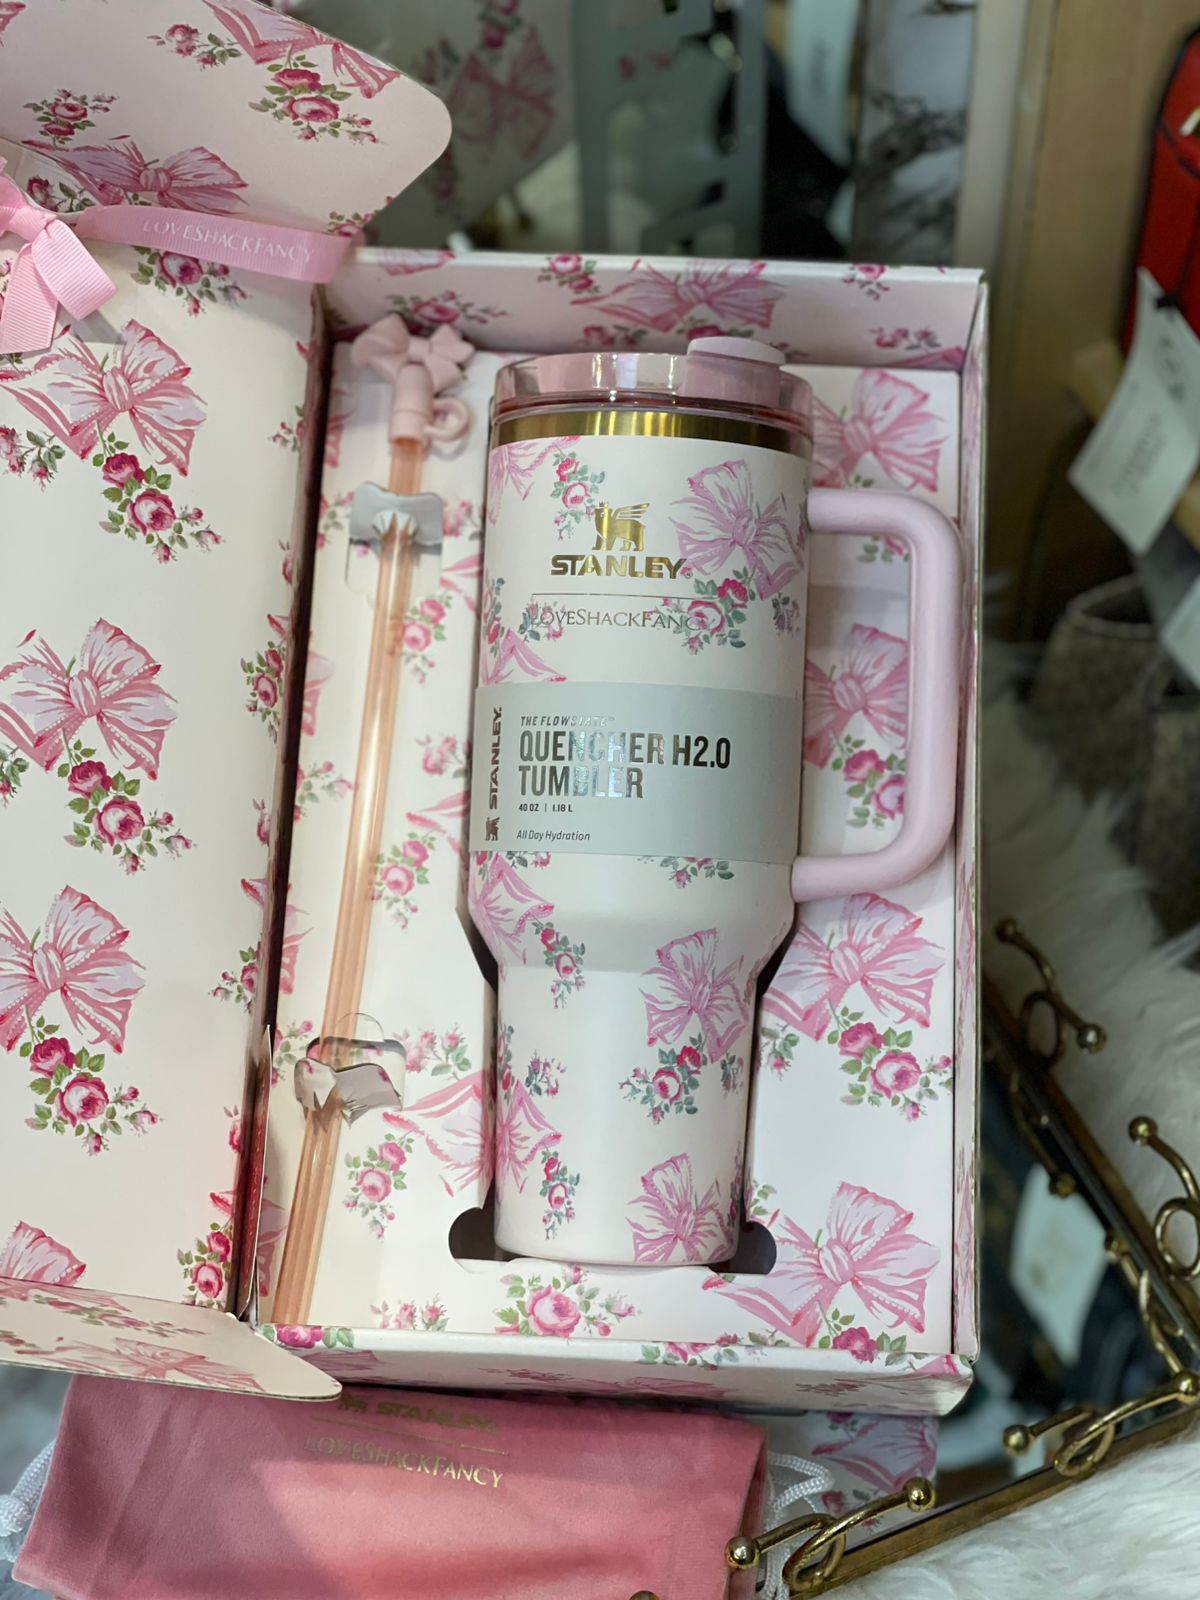 LOVESHACKFANCY
STANLEY
LOVESHACKFANCY
STANLEY
THE FLOWSTATE™
QUENCHER H2.0
TUMBLER
40 OZ | 1.18 L
All Day Hydration
STANLEY
LOVESHACKFANCY